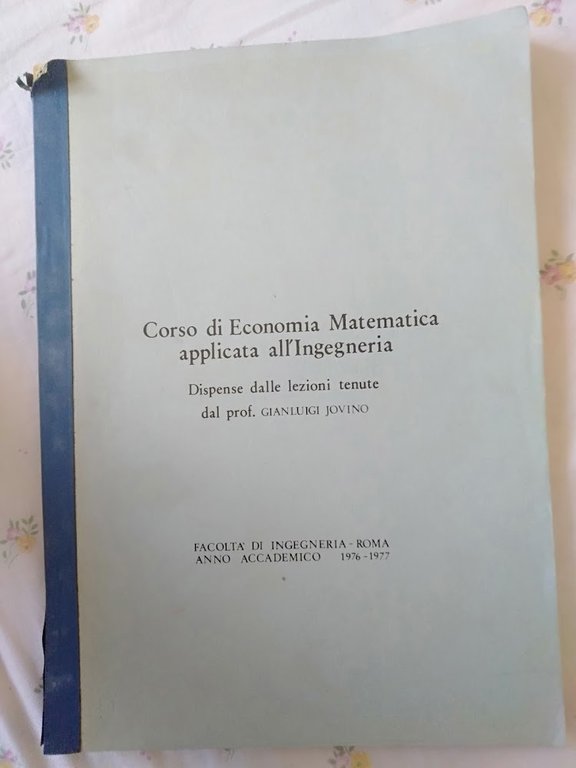 Corso di Economia Matematica
applicata all'Ingegneria
Dispense dalle lezioni tenute
dal prof. GIANLUIGI JOVINO
FACOLTA' DI INGEGNERIA - ROMA
ANNO ACCADEMICO 1976-1977